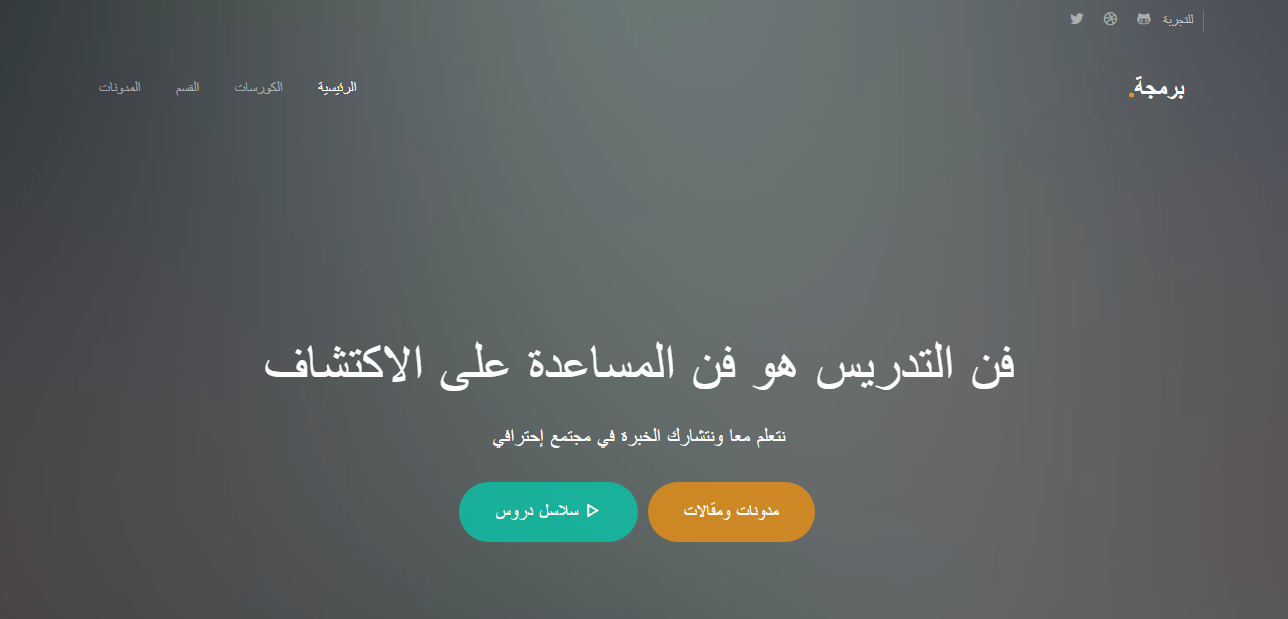 للتجربة
برمجة.
الرئيسية الكورسات القسم المدونات
فن التدريس هو فن المساعدة على الاكتشاف
نتعلم معا ونتشارك الخبرة في مجتمع إحترافي
مدونات ومقالات
سلاسل دروس